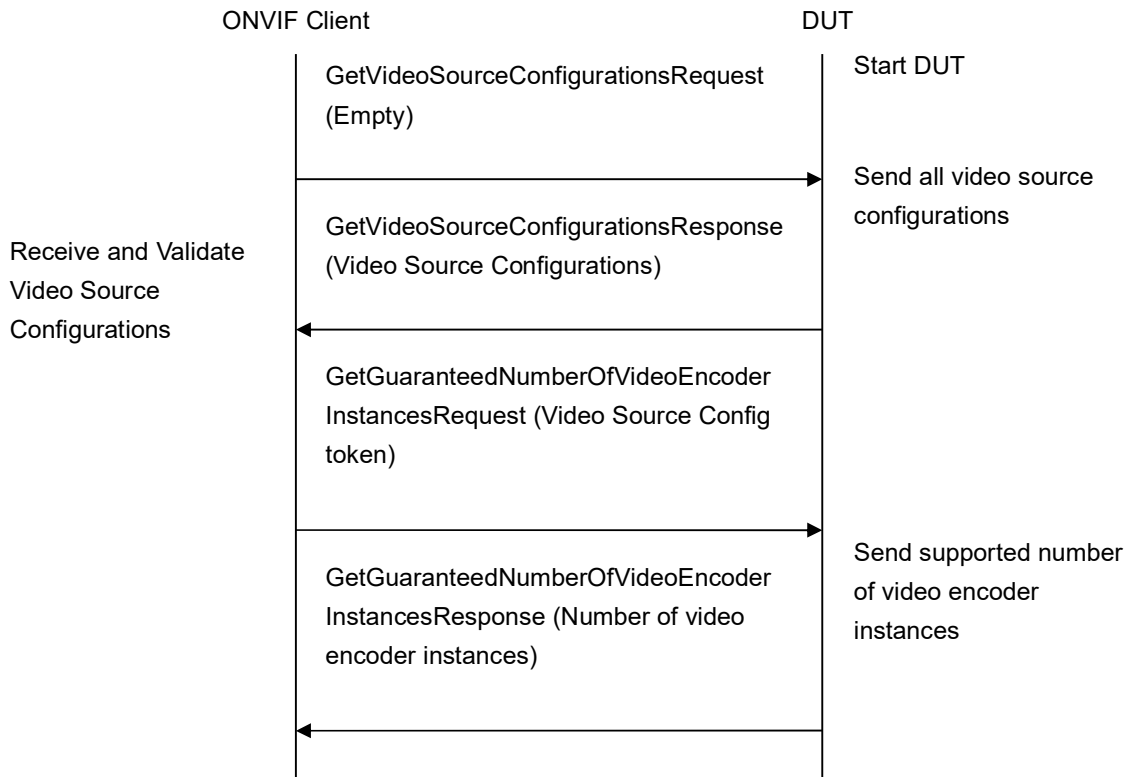 ONVIF Client
DUT
Start DUT
GetVideoSourceConfigurationsRequest
(Empty)
Send all video source
configurations
GetVideoSourceConfigurationsResponse
(Video Source Configurations)
Receive and Validate
Video Source
Configurations
GetGuaranteedNumberOfVideoEncoder
InstancesRequest (Video Source Config
token)
Send supported number
of video encoder
instances
GetGuaranteedNumberOfVideoEncoder
InstancesResponse (Number of video
encoder instances)